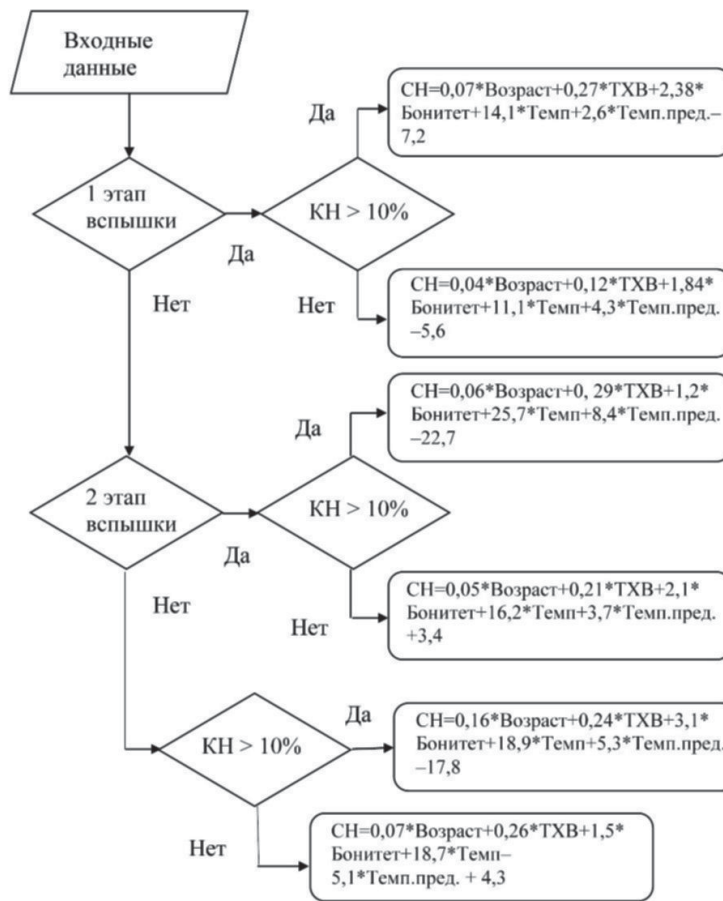 Входные
данные
Да
СН=0,07*Возраст+0,27*ТХВ+2,38*
Бонитет+14,1*Темп+2,6*Темп.пред.–
7,2
1 этап
вспышки
Да
КН > 10%
Нет
Нет
СН=0,04*Возраст+0,12*ТХВ+1,84*
Бонитет+11,1*Темп+4,3*Темп.пред.
–5,6
Да
СН=0,06*Возраст+0, 29*ТХВ+1,2*
Бонитет+25,7*Темп+8,4*Темп.пред.
–22,7
2 этап
вспышки
Да
КН > 10%
Нет
Нет
СН=0,05*Возраст+0,21*ТХВ+2,1*
Бонитет+16,2*Темп+3,7*Темп.пред.
+3,4
КН > 10%
Да
СН=0,16*Возраст+0,24*ТХВ+3,1*
Бонитет+18,9*Темп+5,3*Темп.пред.
–17,8
Нет
СН=0,07*Возраст+0,26*ТХВ+1,5*
Бонитет+18,7*Темп–
5,1*Темп.пред. + 4,3